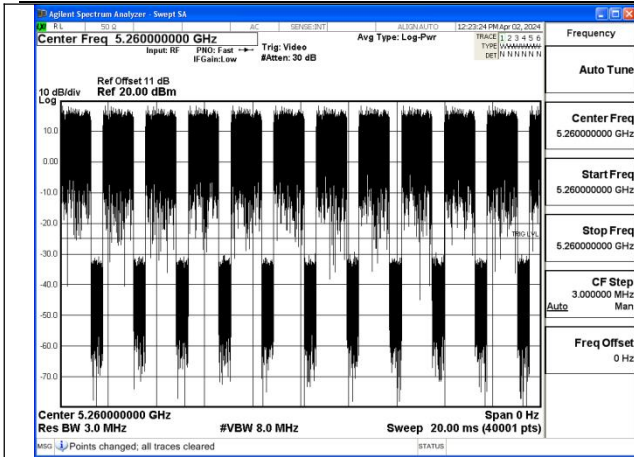 Agilent Spectrum Analyzer - Swept SA
RL 50 Ω AC SENSE:INT ALIGNAUTO 12:23:24 PM Apr 02, 2024
Center Freq 5.260000000 GHz
Input: RF PNO: Fast Trig: Video Avg Type: Log-Pwr TRACE 1 2 3 4 5 6
IFGain:Low #Atten: 30 dB TYPE
DET N N N N N N
Ref Offset 11 dB
10 dB/div Ref 20.00 dBm
Log
10.0
0.00
-10.0
-20.0
TRIG LVL
-30.0
-40.0
-50.0
-60.0
-70.0
Center 5.260000000 GHz Span 0 Hz
Res BW 3.0 MHz #VBW 8.0 MHz Sweep 20.00 ms (40001 pts)
MSG Points changed; all traces cleared STATUS
Frequency
Auto Tune
Center Freq
5.260000000 GHz
Start Freq
5.260000000 GHz
Stop Freq
5.260000000 GHz
CF Step
3.000000 MHz
Auto Man
Freq Offset
0 Hz